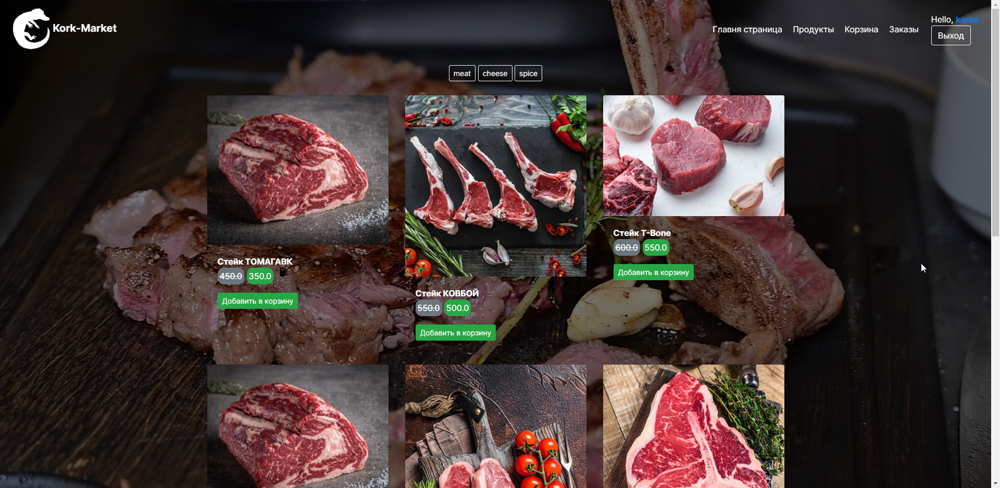 Kork-Market
Главня страница
Продукты
Корзина
Заказы
Hello, korka
Выход
meat
cheese
spice
Стейк ТОМАГАВК
450.0 350.0
Добавить в корзину
Стейк КОВБОЙ
550.0 500.0
Добавить в корзину
Стейк T-Bone
600.0 550.0
Добавить в корзину